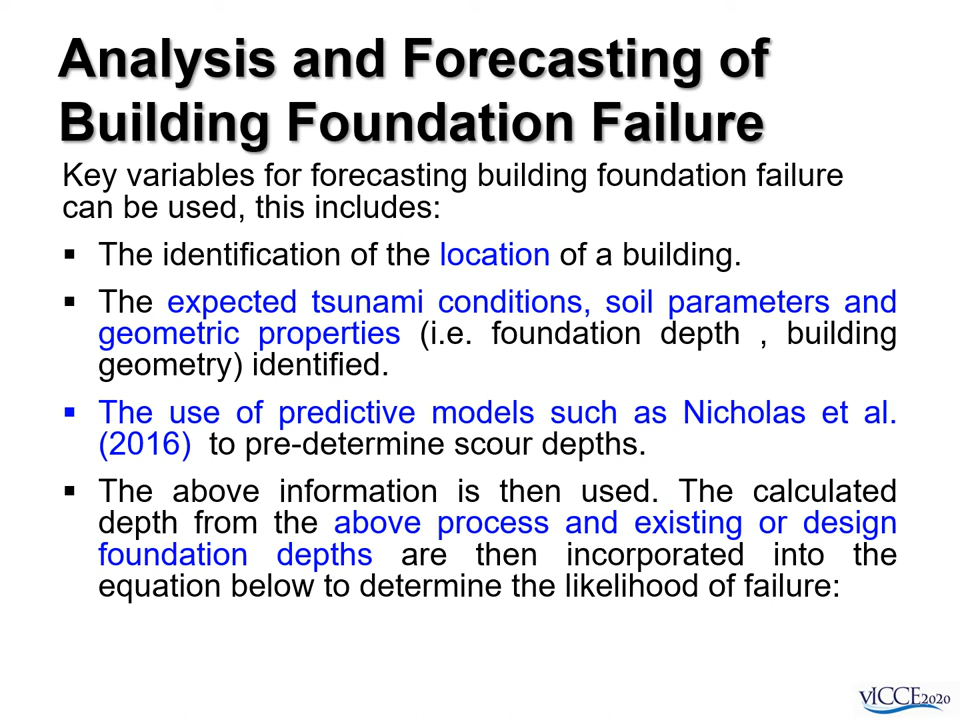 Analysis and Forecasting of
Building Foundation Failure
Key variables for forecasting building foundation failure
can be used, this includes:
▪ The identification of the location of a building.
▪ The expected tsunami conditions, soil parameters and
geometric properties (i.e. foundation depth , building
geometry) identified.
▪ The use of predictive models such as Nicholas et al.
(2016) to pre-determine scour depths.
▪ The above information is then used. The calculated
depth from the above process and existing or design
foundation depths are then incorporated into the
equation below to determine the likelihood of failure:
vICCE2020